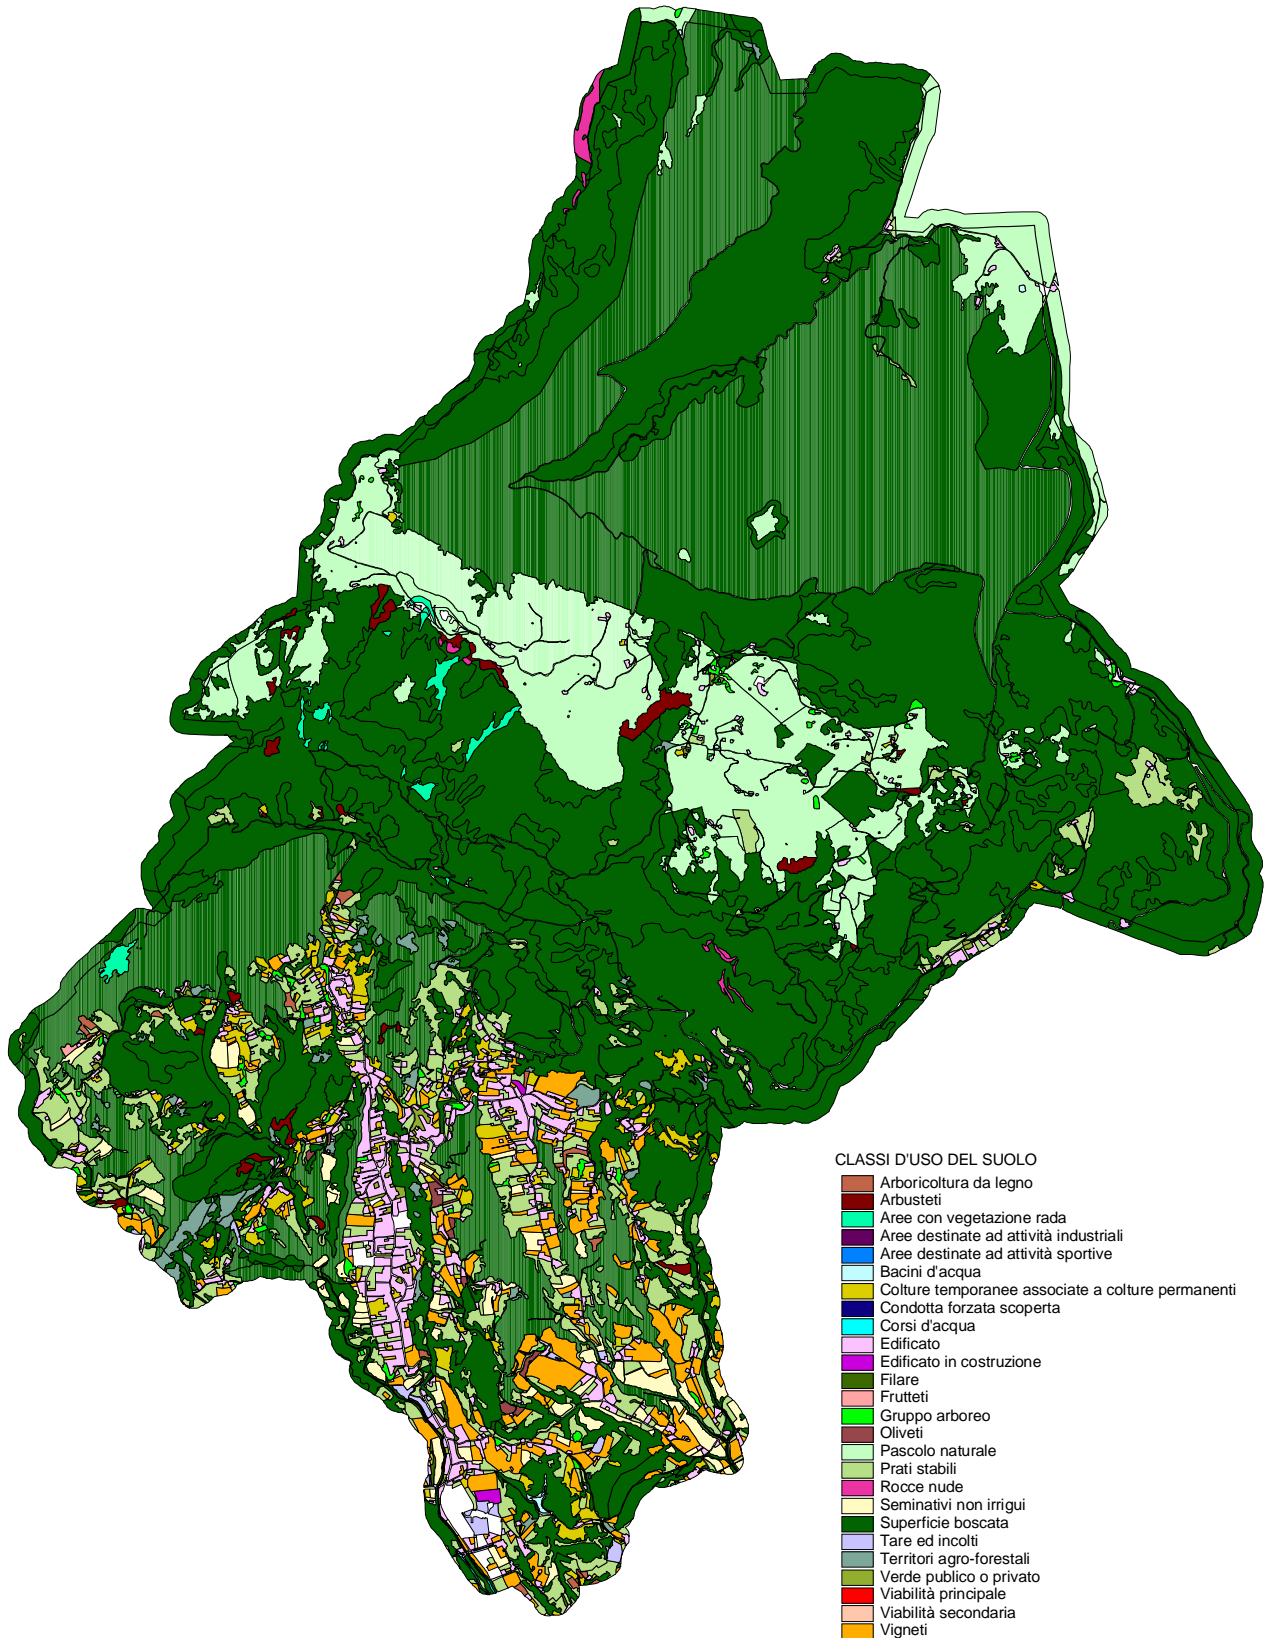 CLASSI D'USO DEL SUOLO
Arboricoltura da legno
Arbusteti
Aree con vegetazione rada
Aree destinate ad attività industriali
Aree destinate ad attività sportive
Bacini d'acqua
Colture temporanee associate a colture permanenti
Condotta forzata scoperta
Corsi d'acqua
Edificato
Edificato in costruzione
Filare
Frutteti
Gruppo arboreo
Oliveti
Pascolo naturale
Prati stabili
Rocce nude
Seminativi non irrigui
Superficie boscata
Tare ed incolti
Territori agro-forestali
Verde publico o privato
Viabilità principale
Viabilità secondaria
Vigneti